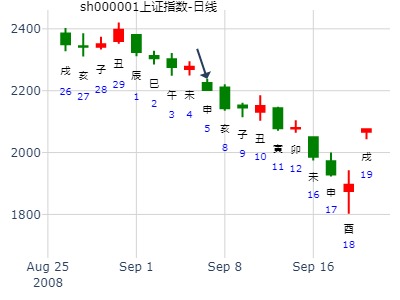 sh000001上证指数-日线
2400
2200
2000
1800
戌 26
亥 27
子 28
丑 29
辰 1
巳 2
午 3
未 4
申 5
亥 8
子 9
丑 10
寅 11
卯 12
未 16
申 17
酉 18
戌 19
Aug 25 Sep 1 Sep 8 Sep 16
2008